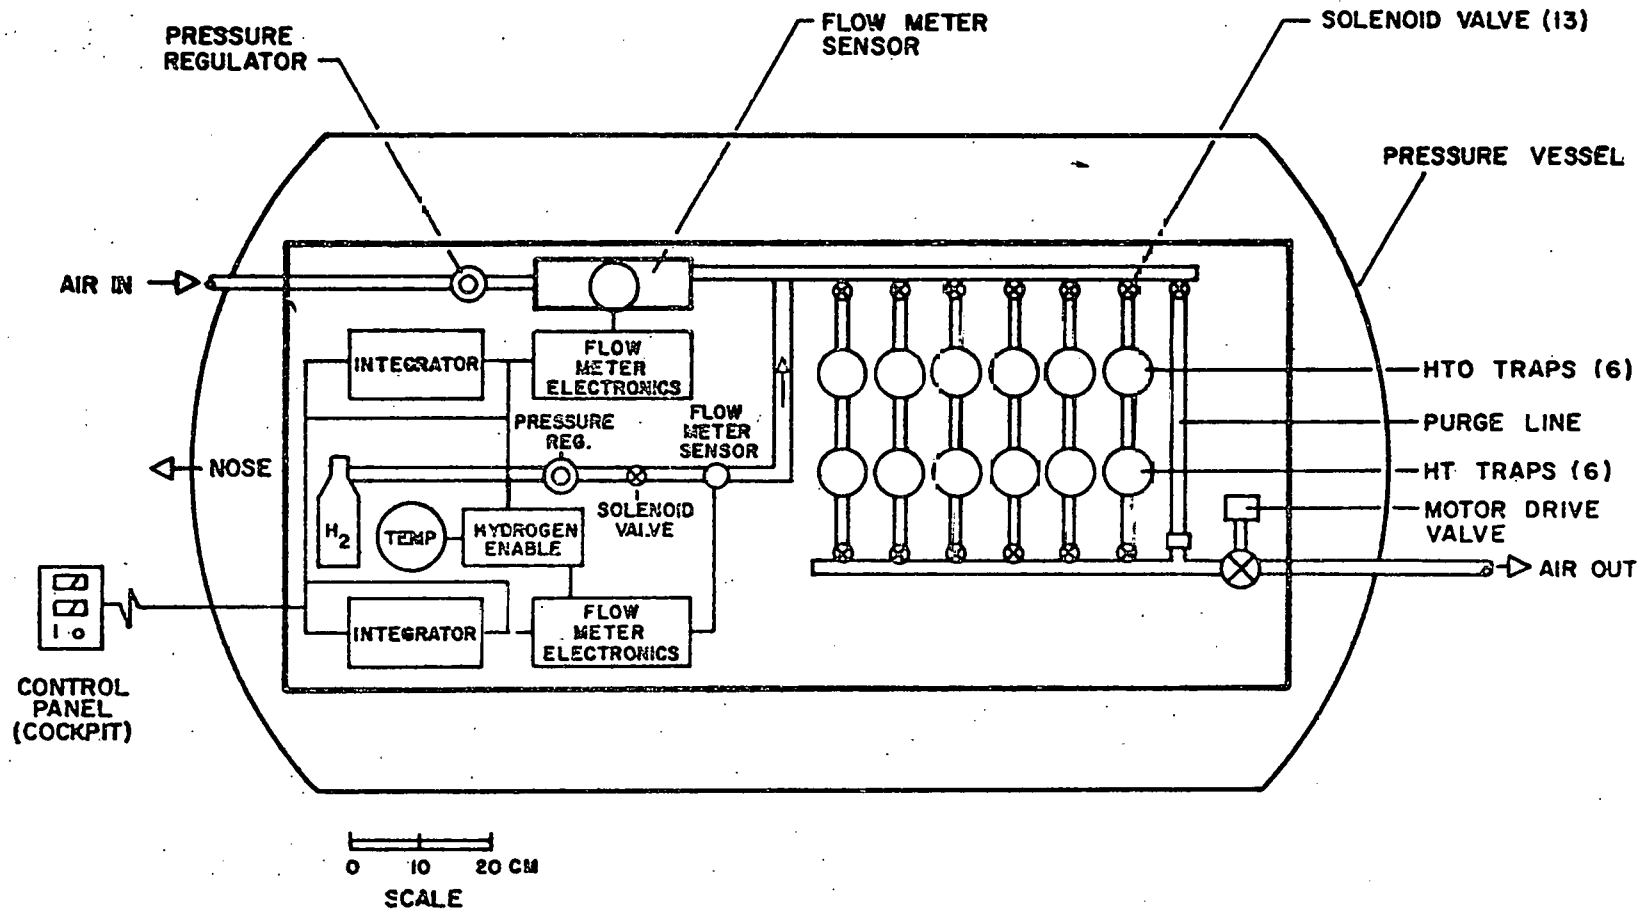 PRESSURE
REGULATOR
FLOW METER
SENSOR
SOLENOID VALVE (13)
PRESSURE VESSEL
AIR IN
INTEGRATOR
FLOW
METER
ELECTRONICS
PRESSURE
REG.
FLOW
METER
SENSOR
HTO TRAPS (6)
PURGE LINE
HT TRAPS (6)
MOTOR DRIVE
VALVE
NOSE
H2
TEMP
HYDROGEN
ENABLE
SOLENOID
VALVE
AIR OUT
INTEGRATOR
FLOW
METER
ELECTRONICS
I O
CONTROL
PANEL
(COCKPIT)
0 10 20 CM
SCALE